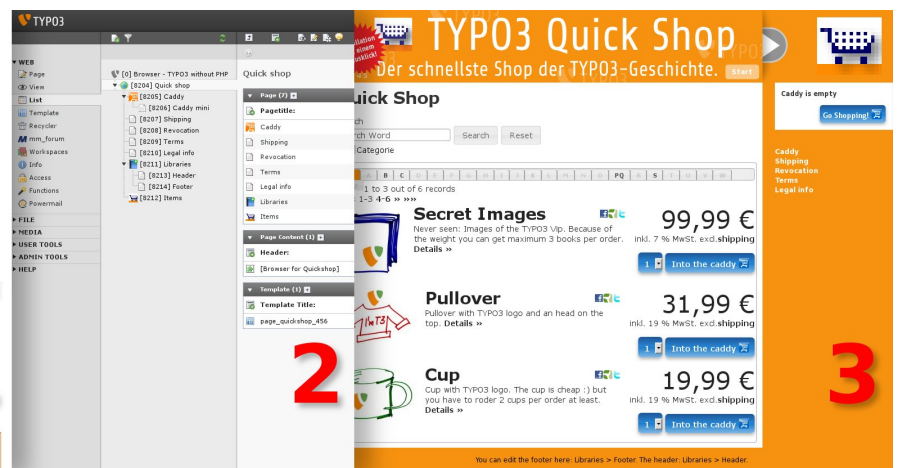 TYPO3
WEB
Page
View
List
Template
Recycler
mm_forum
Workspaces
Info
Access
Functions
Powermail
FILE
MEDIA
USER TOOLS
ADMIN TOOLS
HELP
[0] Browser - TYPO3 without PHP
[8204] Quick shop
[8205] Caddy
[8206] Caddy mini
[8207] Shipping
[8208] Revocation
[8209] Terms
[8210] Legal info
[8211] Libraries
[8213] Header
[8214] Footer
[8212] Items
Quick shop
Page (7)
Pagetitle:
Caddy
Shipping
Revocation
Terms
Legal info
Libraries
Items
Page Content (1)
Header:
[Browser for Quickshop]
Template (1)
Template Title:
page_quickshop_456
2
TYPO3 Quick Shop
Der schnellste Shop der TYPO3-Geschichte. Start
uick Shop
rch Word Search Reset
Categorie
A B C D E F G H I J K L M N O PQ R S T U V W
1 to 3 out of 6 records
1-3 4-6 »» »»»
Secret Images
Never seen: Images of the TYPO3 Vip. Because of
the weight you can get maximum 3 books per order.
Details »
99,99 €
inkl. 7 % MwSt. excl.shipping
1 Into the caddy
Pullover
Pullover with TYPO3 logo and an head on the
top. Details »
31,99 €
inkl. 19 % MwSt. excl.shipping
1 Into the caddy
Cup
Cup with TYPO3 logo. The cup is cheap :) but
you have to roder 2 cups per order at least.
Details »
19,99 €
inkl. 19 % MwSt. excl.shipping
1 Into the caddy
You can edit the footer here: Libraries > Footer. The header: Libraries > Header.
Caddy is empty
Go Shopping!
Caddy
Shipping
Revocation
Terms
Legal info
3